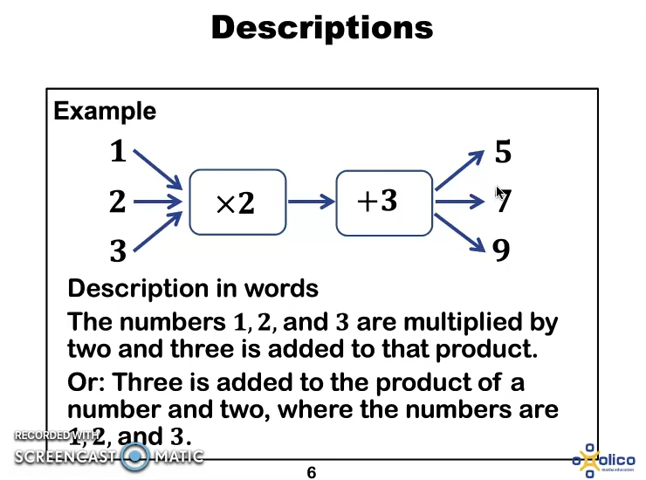 Descriptions
Example
1 5
2 ×2 +3 7
3 9
Description in words
The numbers 1, 2, and 3 are multiplied by
two and three is added to that product.
Or: Three is added to the product of a
number and two, where the numbers are
1, 2, and 3.
RECORDED WITH
SCREENCAST MATIC
olico
6